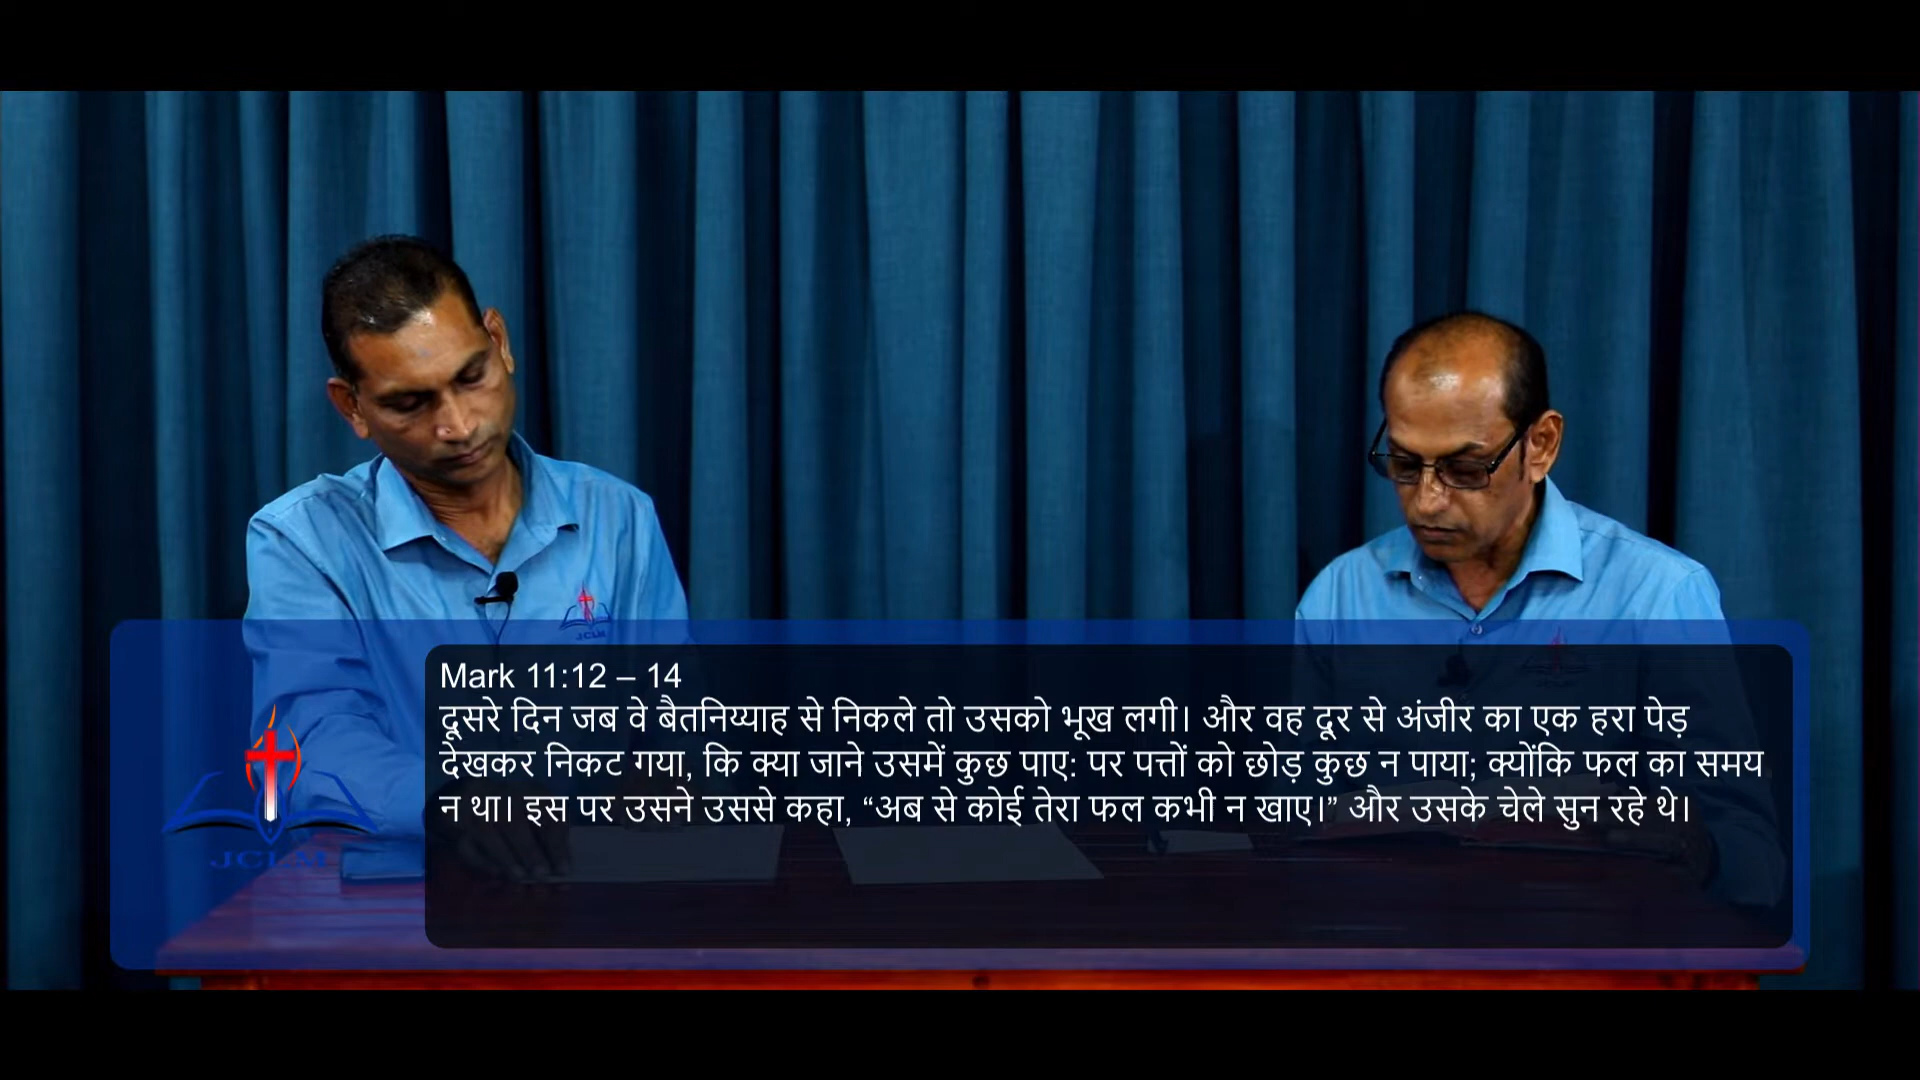 JCLM
Mark 11:12 – 14
दूसरे दिन जब वे बैतनिय्याह से निकले तो उसको भूख लगी। और वह दूर से अंजीर का एक हरा पेड़
देखकर निकट गया, कि क्या जाने उसमें कुछ पाए: पर पत्तों को छोड़ कुछ न पाया; क्योंकि फल का समय
न था। इस पर उसने उससे कहा, “अब से कोई तेरा फल कभी न खाए।” और उसके चेले सुन रहे थे।
JCLM